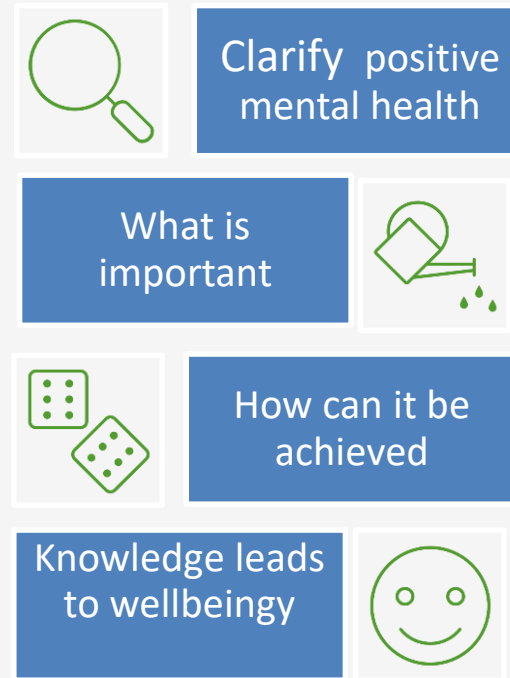 Clarify  positive
mental health
What is
important
How can it be
achieved
Knowledge leads
to wellbeingy